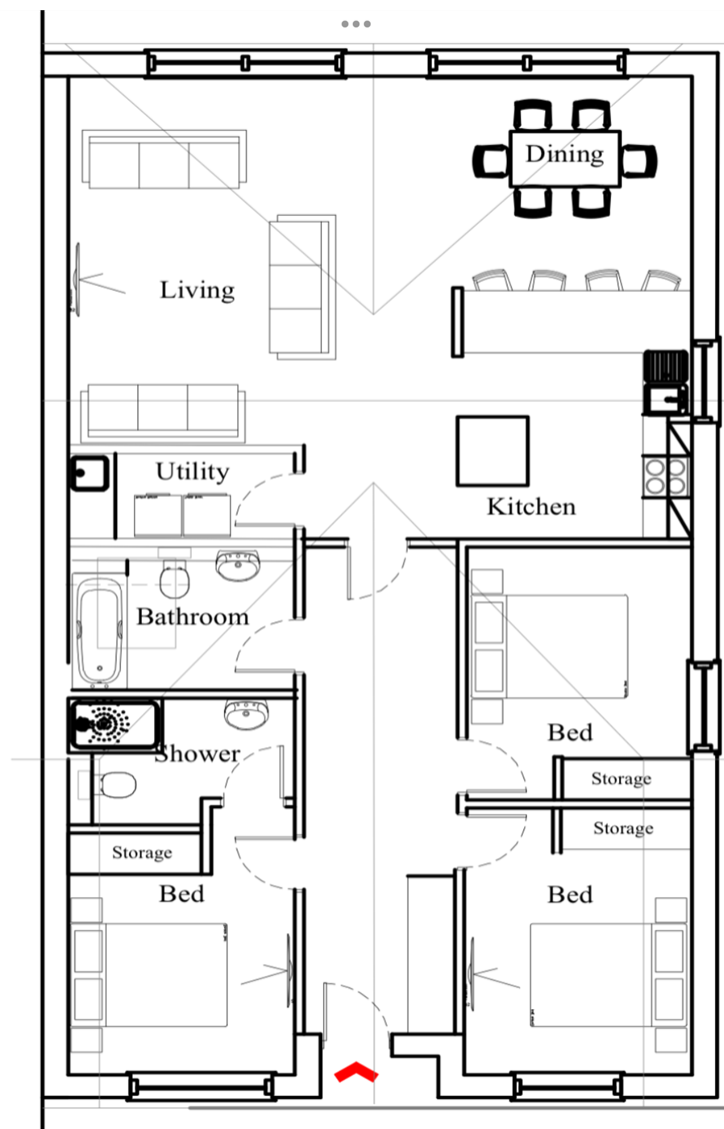 Dining
Living
Utility
Kitchen
Bathroom
Bed
Shower
Storage
Storage
Storage
Bed
Bed